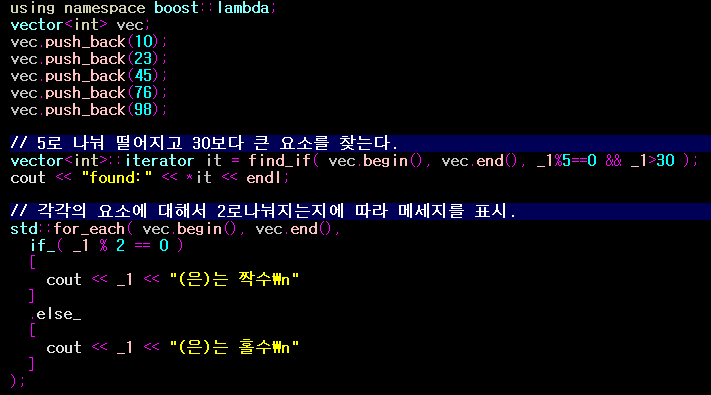 using namespace boost::lambda;
vector<int> vec;
vec.push_back(10);
vec.push_back(23);
vec.push_back(45);
vec.push_back(76);
vec.push_back(98);
// 5로 나눠 떨어지고 30보다 큰 요소를 찾는다.
vector<int>::iterator it = find_if( vec.begin(), vec.end(), _1%5==0 && _1>30 );
cout << "found:" << *it << endl;
// 각각의 요소에 대해서 2로나눠지는지에 따라 메세지를 표시.
std::for_each( vec.begin(), vec.end(),
if_( _1 % 2 == 0 )
[
cout << _1 << "(은)는 짝수₩n"
]
.else_
[
cout << _1 << "(은)는 홀수₩n"
]
);